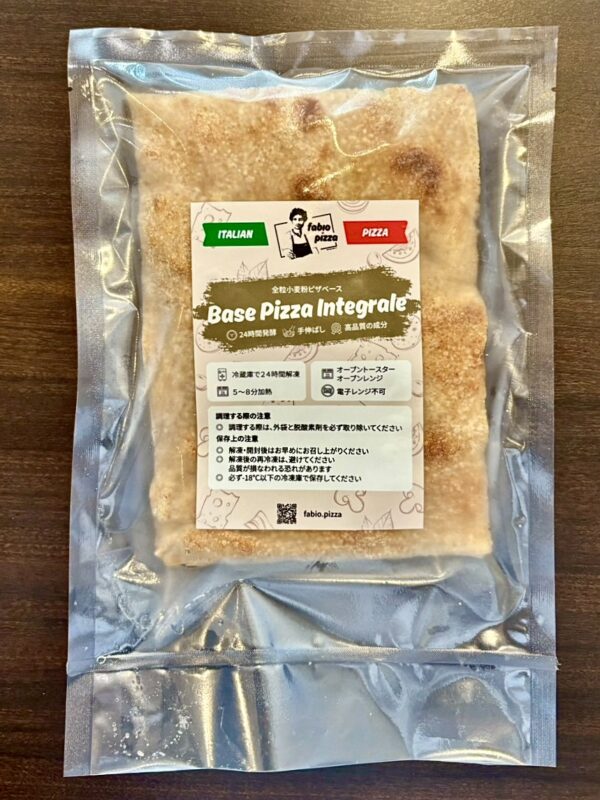 ITALIAN
fabio
pizza
PIZZA
全粒小麦粉ピザベース
Base Pizza Integrale
24時間発酵 手伸ばし 高品質の成分
冷蔵庫で24時間解凍
5〜8分加熱
オーブントースター
オーブンレンジ
電子レンジ不可
調理する際の注意
◎ 調理する際は、外袋と脱酸素剤を必ず取り除いてください
保存上の注意
◎ 解凍・開封後はお早めにお召し上がりください
◎ 解凍後の再冷凍は、避けてください
品質が損なわれる恐れがあります
◎ 必ず-18℃以下の冷凍庫で保存してください
fabio.pizza